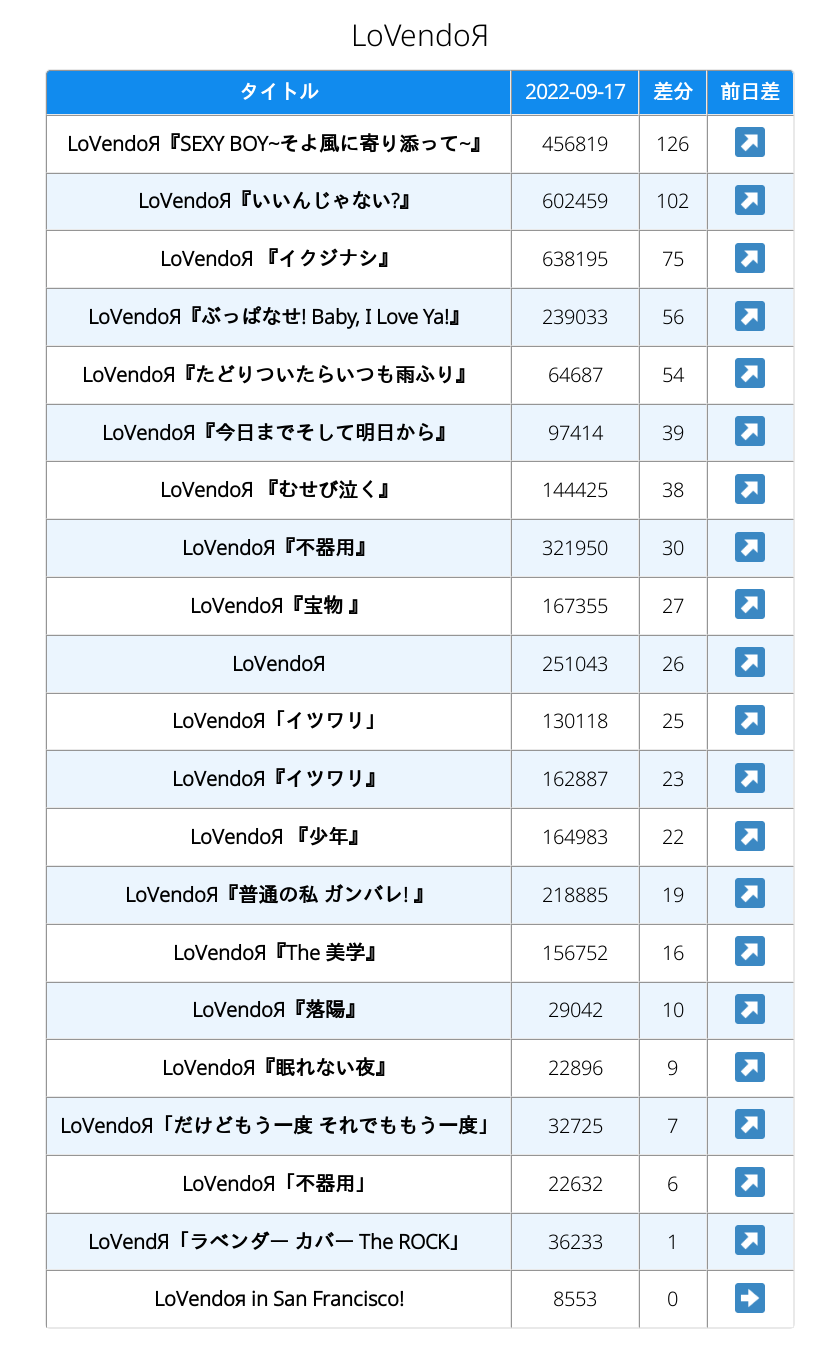 LoVendoЯ
タイトル 2022-09-17 差分 前日差
LoVendoЯ『SEXY BOY~そよ風に寄り添って~』 456819 126
LoVendoЯ『いいんじゃない?』 602459 102
LoVendoЯ 『イクジナシ』 638195 75
LoVendoЯ『ぶっぱなせ! Baby, I Love Ya!』 239033 56
LoVendoЯ『たどりついたらいつも雨ふり』 64687 54
LoVendoЯ『今日までそして明日から』 97414 39
LoVendoЯ 『むせび泣く』 144425 38
LoVendoЯ『不器用』 321950 30
LoVendoЯ『宝物 』 167355 27
LoVendoЯ 251043 26
LoVendoЯ「イツワリ」 130118 25
LoVendoЯ『イツワリ』 162887 23
LoVendoЯ 『少年』 164983 22
LoVendoЯ『普通の私 ガンバレ! 』 218885 19
LoVendoЯ『The 美学』 156752 16
LoVendoЯ『落陽』 29042 10
LoVendoЯ『眠れない夜』 22896 9
LoVendoЯ「だけどもう一度 それでももう一度」 32725 7
LoVendoЯ「不器用」 22632 6
LoVendЯ「ラベンダー カバー The ROCK」 36233 1
LoVendoя in San Francisco! 8553 0